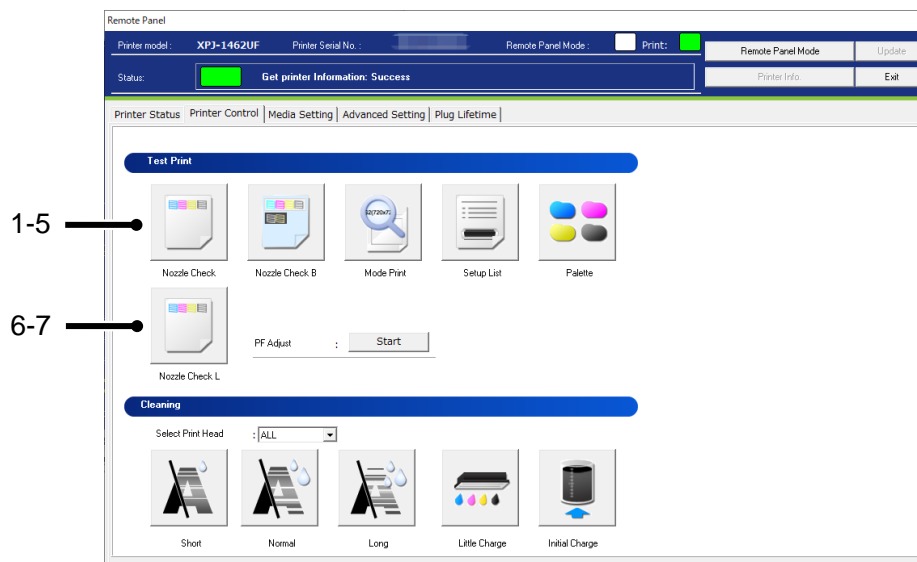 Remote Panel
Printer model : XPJ-1462UF Printer Serial No. : Remote Panel Mode : Print:
Remote Panel Mode Update
Status: Get printer Information: Success
Printer Info. Exit
Printer Status Printer Control Media Setting Advanced Setting Plug Lifetime
Test Print
1-5
Nozzle Check Nozzle Check B Mode Print Setup List Palette
6-7
PF Adjust : Start
Nozzle Check L
Cleaning
Select Print Head : ALL
Short Normal Long Little Charge Initial Charge